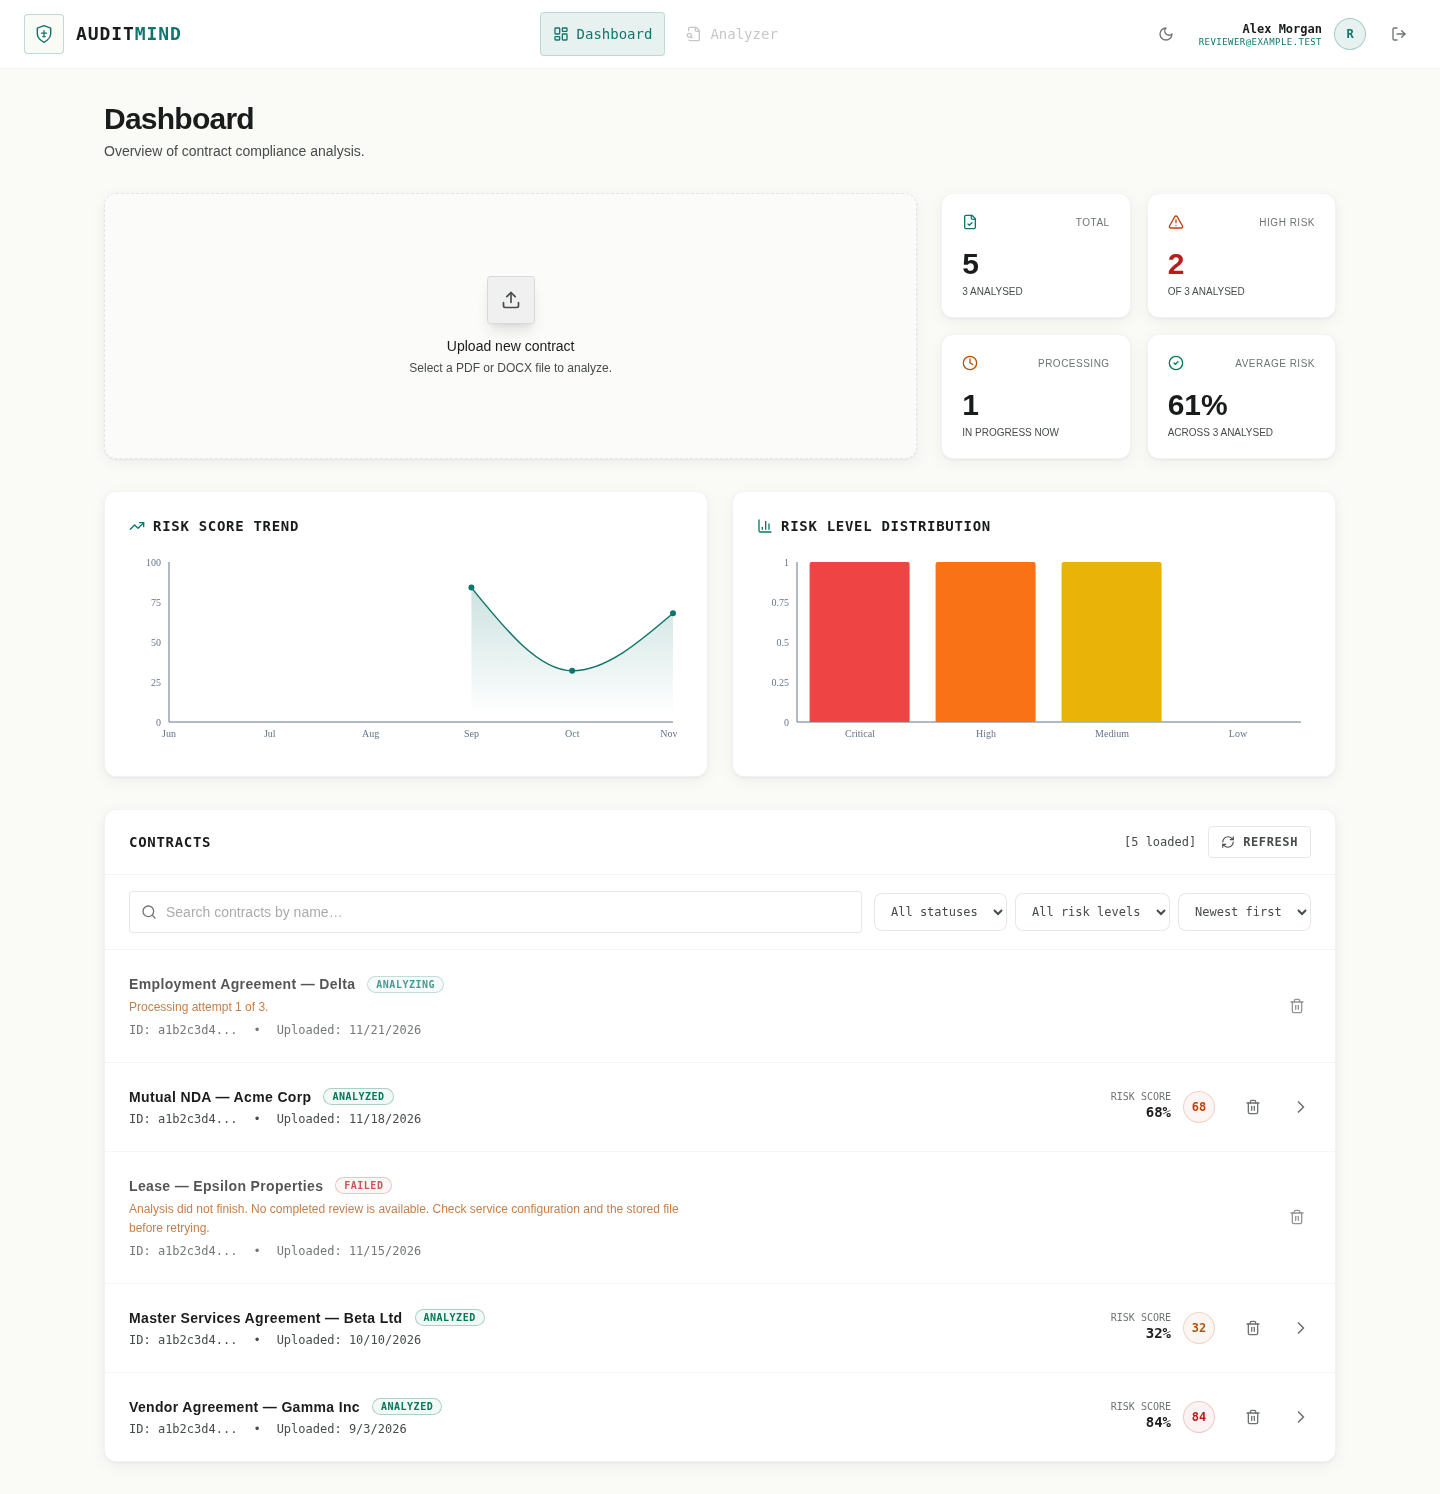 AUDITMIND
Dashboard
Analyzer
Alex Morgan
REVIEWER@EXAMPLE.TEST
R
Dashboard
Overview of contract compliance analysis.
Upload new contract
Select a PDF or DOCX file to analyze.
TOTAL
5
3 ANALYSED
HIGH RISK
2
OF 3 ANALYSED
PROCESSING
1
IN PROGRESS NOW
AVERAGE RISK
61%
ACROSS 3 ANALYSED
RISK SCORE TREND
100
75
50
25
0
Jun Jul Aug Sep Oct Nov
RISK LEVEL DISTRIBUTION
1
0.75
0.5
0.25
0
Critical High Medium Low
CONTRACTS
[5 loaded]
REFRESH
Search contracts by name…
All statuses
All risk levels
Newest first
Employment Agreement — Delta ANALYZING
Processing attempt 1 of 3.
ID: a1b2c3d4... • Uploaded: 11/21/2026
Mutual NDA — Acme Corp ANALYZED
ID: a1b2c3d4... • Uploaded: 11/18/2026
RISK SCORE
68%
68
Lease — Epsilon Properties FAILED
Analysis did not finish. No completed review is available. Check service configuration and the stored file
before retrying.
ID: a1b2c3d4... • Uploaded: 11/15/2026
Master Services Agreement — Beta Ltd ANALYZED
ID: a1b2c3d4... • Uploaded: 10/10/2026
RISK SCORE
32%
32
Vendor Agreement — Gamma Inc ANALYZED
ID: a1b2c3d4... • Uploaded: 9/3/2026
RISK SCORE
84%
84